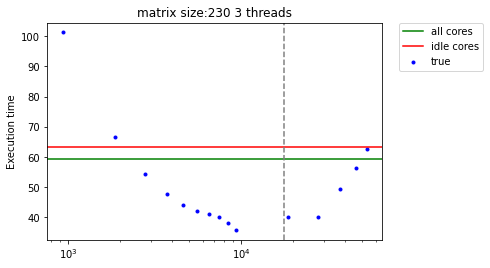 matrix size:230 3 threads
all cores
idle cores
true
Execution time
100
90
80
70
60
50
40
10³
10⁴